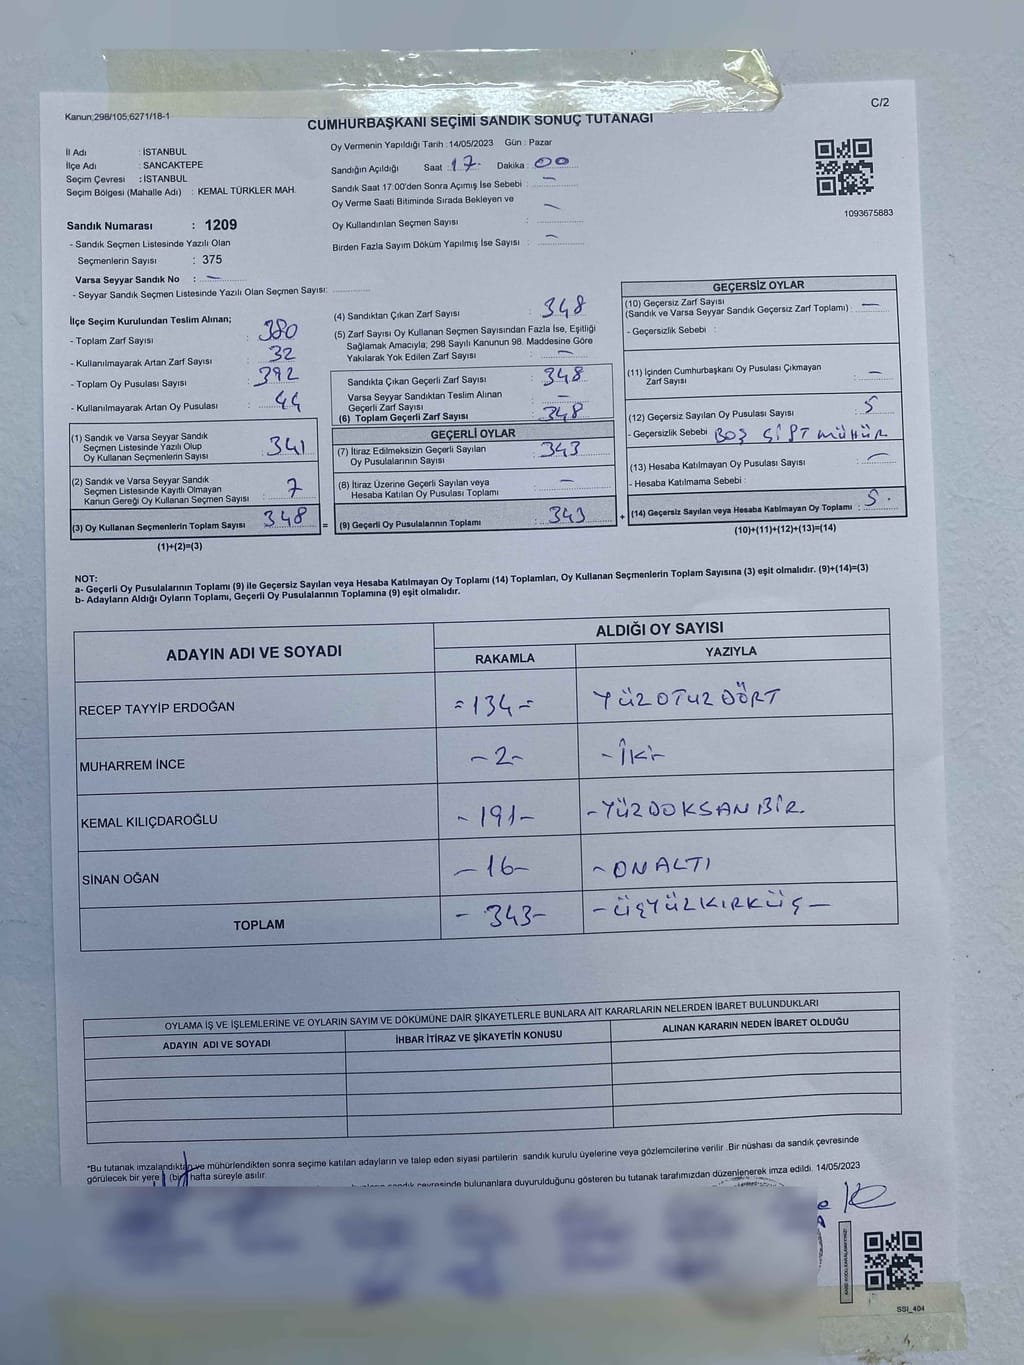 Kanun;298/105;6271/18-1
C/2
CUMHURBAŞKANI SEÇİMİ SANDIK SONUÇ TUTANAĞI
İl Adı : İSTANBUL
İlçe Adı : SANCAKTEPE
Seçim Çevresi : İSTANBUL
Seçim Bölgesi (Mahalle Adı) : KEMAL TÜRKLER MAH.
Oy Vermenin Yapıldığı Tarih : 14/05/2023 Gün : Pazar
Sandığın Açıldığı Saat : 17. Dakika : 00
Sandık Saat 17:00'den Sonra Açımış İse Sebebi : –
Oy Verme Saati Bitiminde Sırada Bekleyen ve
Oy Kullandırılan Seçmen Sayısı : –
Birden Fazla Sayım Döküm Yapılmış İse Sayısı : –
1093675883
Sandık Numarası : 1209
- Sandık Seçmen Listesinde Yazılı Olan
Seçmenlerin Sayısı : 375
Varsa Seyyar Sandık No : –
- Seyyar Sandık Seçmen Listesinde Yazılı Olan Seçmen Sayısı:
İlçe Seçim Kurulundan Teslim Alınan;
- Toplam Zarf Sayısı : 380
- Kullanılmayarak Artan Zarf Sayısı : 32
- Toplam Oy Pusulası Sayısı : 392
- Kullanılmayarak Artan Oy Pusulası : 44
(1) Sandık ve Varsa Seyyar Sandık
Seçmen Listesinde Yazılı Olup
Oy Kullanan Seçmenlerin Sayısı : 341
(2) Sandık ve Varsa Seyyar Sandık
Seçmen Listesinde Kayıtlı Olmayan
Kanun Gereği Oy Kullanan Seçmen Sayısı : 7
(3) Oy Kullanan Seçmenlerin Toplam Sayısı : 348 =
(1)+(2)=(3)
(4) Sandıktan Çıkan Zarf Sayısı : 348
(5) Zarf Sayısı Oy Kullanan Seçmen Sayısından Fazla İse, Eşitliği
Sağlamak Amacıyla; 298 Sayılı Kanunun 98. Maddesine Göre
Yakılarak Yok Edilen Zarf Sayısı : –
Sandıkta Çıkan Geçerli Zarf Sayısı : 348
Varsa Seyyar Sandıktan Teslim Alınan
Geçerli Zarf Sayısı : –
(6) Toplam Geçerli Zarf Sayısı : 348
GEÇERLİ OYLAR
(7) İtiraz Edilmeksizin Geçerli Sayılan
Oy Pusulalarının Sayısı : 343
(8) İtiraz Üzerine Geçerli Sayılan veya
Hesaba Katılan Oy Pusulası Toplamı : –
(9) Geçerli Oy Pusulalarının Toplamı : 343 +
GEÇERSİZ OYLAR
(10) Geçersiz Zarf Sayısı
(Sandık ve Varsa Seyyar Sandık Geçersiz Zarf Toplamı) : –
- Geçersizlik Sebebi :
(11) İçinden Cumhurbaşkanı Oy Pusulası Çıkmayan
Zarf Sayısı : –
(12) Geçersiz Sayılan Oy Pusulası Sayısı : 5
- Geçersizlik Sebebi : BOŞ ÇİFT MÜHÜR
(13) Hesaba Katılmayan Oy Pusulası Sayısı : –
- Hesaba Katılmama Sebebi :
(14) Geçersiz Sayılan veya Hesaba Katılmayan Oy Toplamı : 5.
(10)+(11)+(12)+(13)=(14)
NOT:
a- Geçerli Oy Pusulalarının Toplamı (9) ile Geçersiz Sayılan veya Hesaba Katılmayan Oy Toplamı (14) Toplamları, Oy Kullanan Seçmenlerin Toplam Sayısına (3) eşit olmalıdır. (9)+(14)=(3)
b- Adayların Aldığı Oyların Toplamı, Geçerli Oy Pusulalarının Toplamına (9) eşit olmalıdır.
ADAYIN ADI VE SOYADI
ALDIĞI OY SAYISI
RAKAMLA YAZIYLA
RECEP TAYYİP ERDOĞAN =134= YÜZOTUZDÖRT
MUHARREM İNCE –2– –İKİ–
KEMAL KILIÇDAROĞLU –191– –YÜZDOKSANBİR
SİNAN OĞAN –16– –ONALTI
TOPLAM –343– –ÜÇYÜZKIRKÜÇ–
OYLAMA İŞ VE İŞLEMLERİNE VE OYLARIN SAYIM VE DÖKÜMÜNE DAİR ŞİKAYETLERLE BUNLARA AİT KARARLARIN NELERDEN İBARET BULUNDUKLARI
ADAYIN ADI VE SOYADI İHBAR İTİRAZ VE ŞİKAYETİN KONUSU ALINAN KARARIN NEDEN İBARET OLDUĞU
*Bu tutanak imzalandıktan ve mühürlendikten sonra seçime katılan adayların ve talep eden siyasi partilerin sandık kurulu üyelerine veya gözlemcilerine verilir .Bir nüshası da sandık çevresinde
görülecek bir yere 1 (bir) hafta süreyle asılır.
sandık çevresinde bulunanlara duyurulduğunu gösteren bu tutanak tarafımızdan düzenlenerek imza edildi. 14/05/2023
SSI_404